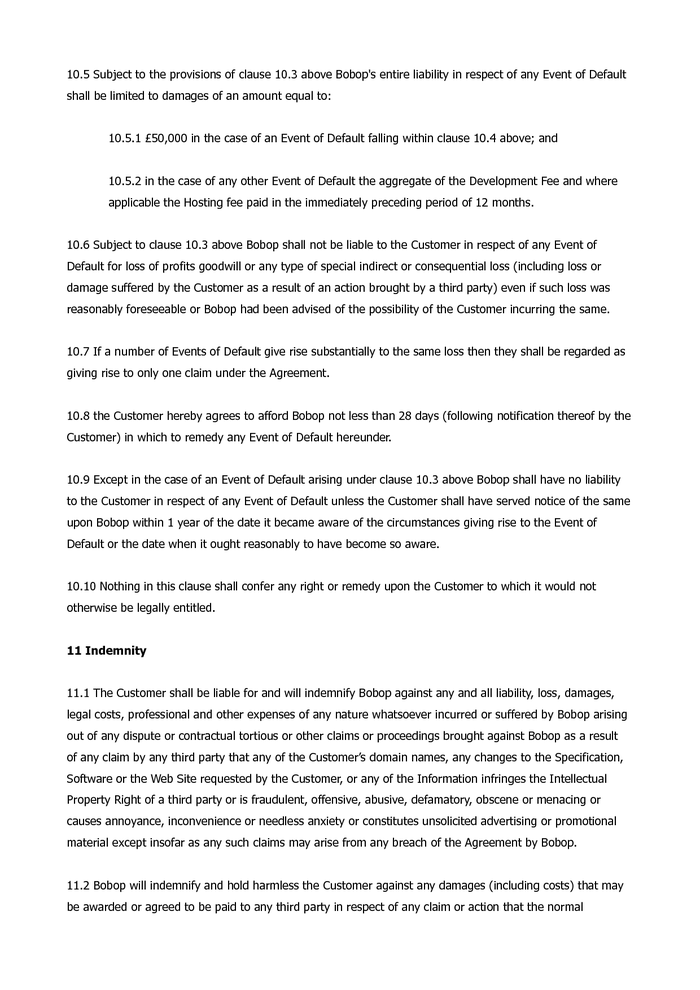 10.5 Subject to the provisions of clause 10.3 above Bobop's entire liability in respect of any Event of Default
shall be limited to damages of an amount equal to:
10.5.1 £50,000 in the case of an Event of Default falling within clause 10.4 above; and
10.5.2 in the case of any other Event of Default the aggregate of the Development Fee and where
applicable the Hosting fee paid in the immediately preceding period of 12 months.
10.6 Subject to clause 10.3 above Bobop shall not be liable to the Customer in respect of any Event of
Default for loss of profits goodwill or any type of special indirect or consequential loss (including loss or
damage suffered by the Customer as a result of an action brought by a third party) even if such loss was
reasonably foreseeable or Bobop had been advised of the possibility of the Customer incurring the same.
10.7 If a number of Events of Default give rise substantially to the same loss then they shall be regarded as
giving rise to only one claim under the Agreement.
10.8 the Customer hereby agrees to afford Bobop not less than 28 days (following notification thereof by the
Customer) in which to remedy any Event of Default hereunder.
10.9 Except in the case of an Event of Default arising under clause 10.3 above Bobop shall have no liability
to the Customer in respect of any Event of Default unless the Customer shall have served notice of the same
upon Bobop within 1 year of the date it became aware of the circumstances giving rise to the Event of
Default or the date when it ought reasonably to have become so aware.
10.10 Nothing in this clause shall confer any right or remedy upon the Customer to which it would not
otherwise be legally entitled.
11 Indemnity
11.1 The Customer shall be liable for and will indemnify Bobop against any and all liability, loss, damages,
legal costs, professional and other expenses of any nature whatsoever incurred or suffered by Bobop arising
out of any dispute or contractual tortious or other claims or proceedings brought against Bobop as a result
of any claim by any third party that any of the Customer’s domain names, any changes to the Specification,
Software or the Web Site requested by the Customer, or any of the Information infringes the Intellectual
Property Right of a third party or is fraudulent, offensive, abusive, defamatory, obscene or menacing or
causes annoyance, inconvenience or needless anxiety or constitutes unsolicited advertising or promotional
material except insofar as any such claims may arise from any breach of the Agreement by Bobop.
11.2 Bobop will indemnify and hold harmless the Customer against any damages (including costs) that may
be awarded or agreed to be paid to any third party in respect of any claim or action that the normal